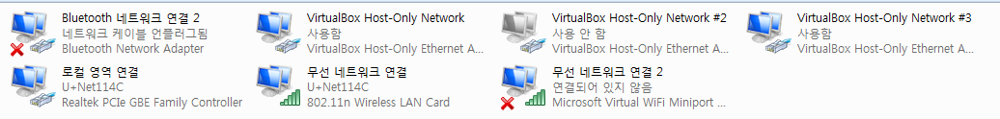 Bluetooth 네트워크 연결 2
네트워크 케이블 언플러그됨
Bluetooth Network Adapter
VirtualBox Host-Only Network
사용함
VirtualBox Host-Only Ethernet A...
VirtualBox Host-Only Network #2
사용 안 함
VirtualBox Host-Only Ethernet A...
VirtualBox Host-Only Network #3
사용함
VirtualBox Host-Only Ethernet A...
로컬 영역 연결
U+Net114C
Realtek PCIe GBE Family Controller
무선 네트워크 연결
U+Net114C
802.11n Wireless LAN Card
무선 네트워크 연결 2
연결되어 있지 않음
Microsoft Virtual WiFi Miniport ...